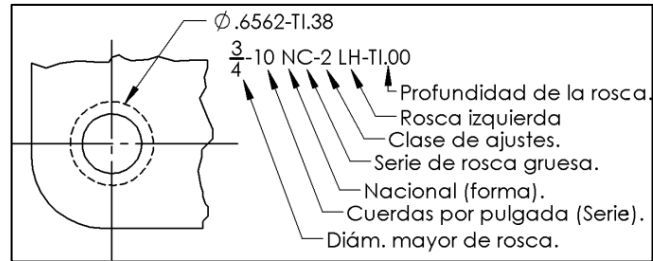 Ø .6562-TI.38
3/4-10 NC-2 LH-TI.00
Profundidad de la rosca.
Rosca izquierda
Clase de ajustes.
Serie de rosca gruesa.
Nacional (forma).
Cuerdas por pulgada (Serie).
Diám. mayor de rosca.